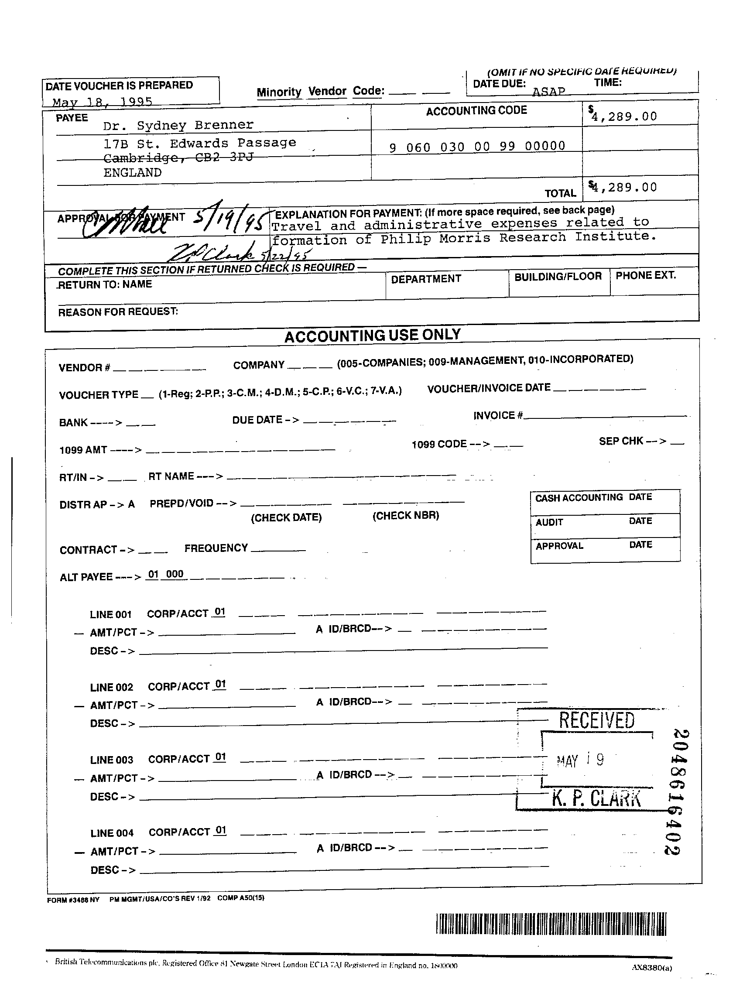 (OMIT IF NO SPECIFIC DATE REQUIRED)
DATE VOUCHER IS PREPARED
May 18, 1995
Minority Vendor Code: ___ ___
DATE DUE: ASAP TIME:
PAYEE
Dr. Sydney Brenner
17B St. Edwards Passage
Cambridge, CB2 3PJ
ENGLAND
ACCOUNTING CODE
9 060 030 00 99 00000
$4,289.00
TOTAL $4,289.00
APPROVAL FOR PAYMENT 5/19/95
K P Clark 5/22/95
EXPLANATION FOR PAYMENT: (If more space required, see back page)
Travel and administrative expenses related to
formation of Philip Morris Research Institute.
COMPLETE THIS SECTION IF RETURNED CHECK IS REQUIRED —
RETURN TO: NAME
DEPARTMENT
BUILDING/FLOOR
PHONE EXT.
REASON FOR REQUEST:
ACCOUNTING USE ONLY
VENDOR # COMPANY (005-COMPANIES; 009-MANAGEMENT, 010-INCORPORATED)
VOUCHER TYPE __ (1-Reg; 2-P.P.; 3-C.M.; 4-D.M.; 5-C.P.; 6-V.C.; 7-V.A.) VOUCHER/INVOICE DATE
BANK ----> DUE DATE -> INVOICE #
1099 AMT ----> 1099 CODE --> SEP CHK -->
RT/IN -> RT NAME --->
DISTR AP -> A PREPD/VOID -->
(CHECK DATE) (CHECK NBR)
CASH ACCOUNTING DATE
AUDIT DATE
APPROVAL DATE
CONTRACT -> FREQUENCY
ALT PAYEE ---> 01 000
LINE 001 CORP/ACCT 01
— AMT/PCT -> A ID/BRCD-->
DESC ->
LINE 002 CORP/ACCT 01
— AMT/PCT -> A ID/BRCD-->
DESC ->
RECEIVED
LINE 003 CORP/ACCT 01
MAY 19
— AMT/PCT -> A ID/BRCD -->
DESC ->
K. P. CLARK
LINE 004 CORP/ACCT 01
— AMT/PCT -> A ID/BRCD -->
DESC ->
2048616402
FORM #3488 NY PM MGMT/USA/CO'S REV 1/92 COMP A50(15)
British Telecommunications plc. Registered Office 81 Newgate Street London EC1A 7AJ Registered in England no. 1800000
AX8380(a)